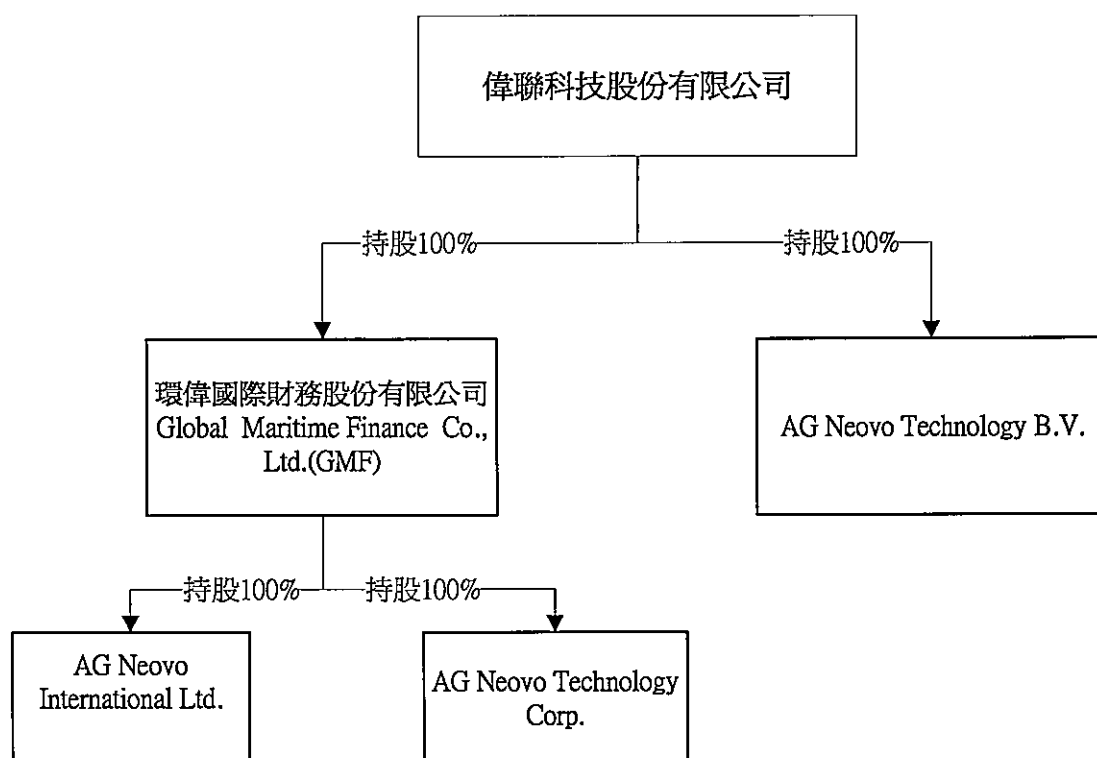 偉聯科技股份有限公司
持股100%
持股100%
環偉國際財務股份有限公司
Global Maritime Finance Co.,
Ltd.(GMF)
AG Neovo Technology B.V.
持股100%
持股100%
AG Neovo
International Ltd.
AG Neovo Technology
Corp.